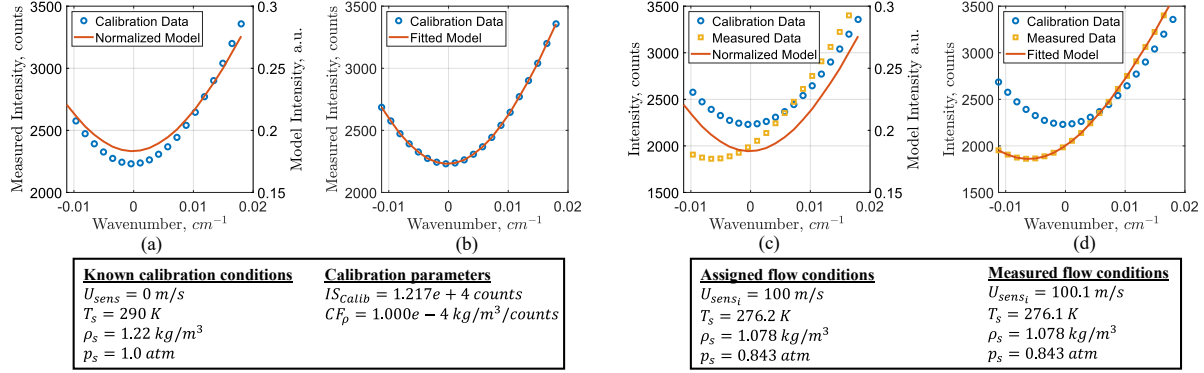 3500
3000
2500
2000
Measured Intensity, counts
Calibration Data
Normalized Model
0.3
0.25
0.2
0.15
Model Intensity, a.u.
-0.01 0 0.01 0.02
Wavenumber, cm⁻¹
(a)
3500
3000
2500
2000
Measured Intensity, counts
Calibration Data
Fitted Model
-0.01 0 0.01 0.02
Wavenumber, cm⁻¹
(b)
3500
3000
2500
2000
1500
Intensity, counts
Calibration Data
Measured Data
Normalized Model
0.3
0.25
0.2
0.15
Model Intensity, a.u.
-0.01 0 0.01 0.02
Wavenumber, cm⁻¹
(c)
3500
3000
2500
2000
1500
Intensity, counts
Calibration Data
Measured Data
Fitted Model
-0.01 0 0.01 0.02
Wavenumber, cm⁻¹
(d)
Known calibration conditions
U_sens = 0 m/s
T_s = 290 K
ρ_s = 1.22 kg/m³
p_s = 1.0 atm
Calibration parameters
IS_Calib = 1.217e + 4 counts
CF_ρ = 1.000e − 4 kg/m³/counts
Assigned flow conditions
U_sens_i = 100 m/s
T_s = 276.2 K
ρ_s = 1.078 kg/m³
p_s = 0.843 atm
Measured flow conditions
U_sens_i = 100.1 m/s
T_s = 276.1 K
ρ_s = 1.078 kg/m³
p_s = 0.843 atm